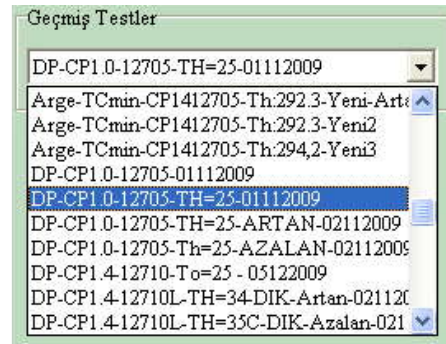 Geçmiş Testler
DP-CP1.0-12705-TH=25-01112009
Arge-TCmin-CP1412705-Th:292.3-Yeni-Arta
Arge-TCmin-CP1412705-Th:292.3-Yeni2
Arge-TCmin-CP1412705-Th:294,2-Yeni3
DP-CP1.0-12705-01112009
DP-CP1.0-12705-TH=25-01112009
DP-CP1.0-12705-TH=25-ARTAN-02112009
DP-CP1.0-12705-Th=25-AZALAN-02112009
DP-CP1.4-12710-To=25 - 05122009
DP-CP1.4-12710L-TH=34-DIK-Artan-021120
DP-CP1.4-12710L-TH=35C-DIK-Azalan-021